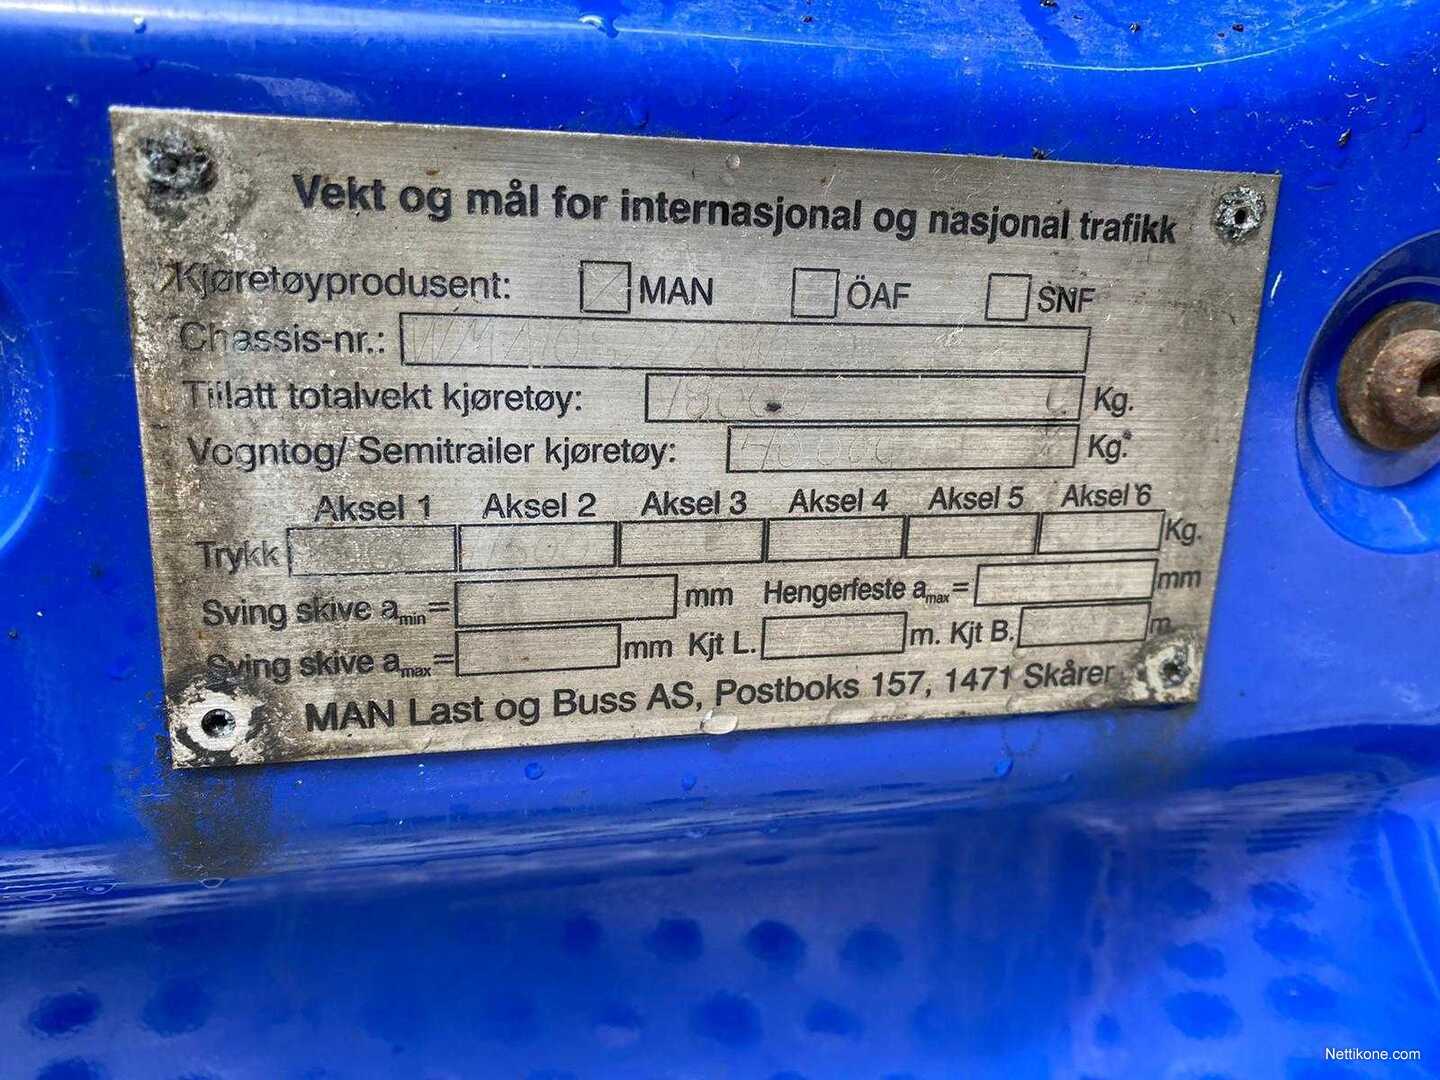 Vekt og mål for internasjonal og nasjonal trafikk
Kjøretøyprodusent: MAN ÖAF SNF
Chassis-nr.:
Tillatt totalvekt kjøretøy: Kg.
Vogntog/ Semitrailer kjøretøy: Kg.
Aksel 1 Aksel 2 Aksel 3 Aksel 4 Aksel 5 Aksel 6
Trykk Kg.
Sving skive amin= mm Hengerfeste amax= mm
Sving skive amax= mm Kjt L. m. Kjt B. m.
MAN Last og Buss AS, Postboks 157, 1471 Skårer
Nettikone.com